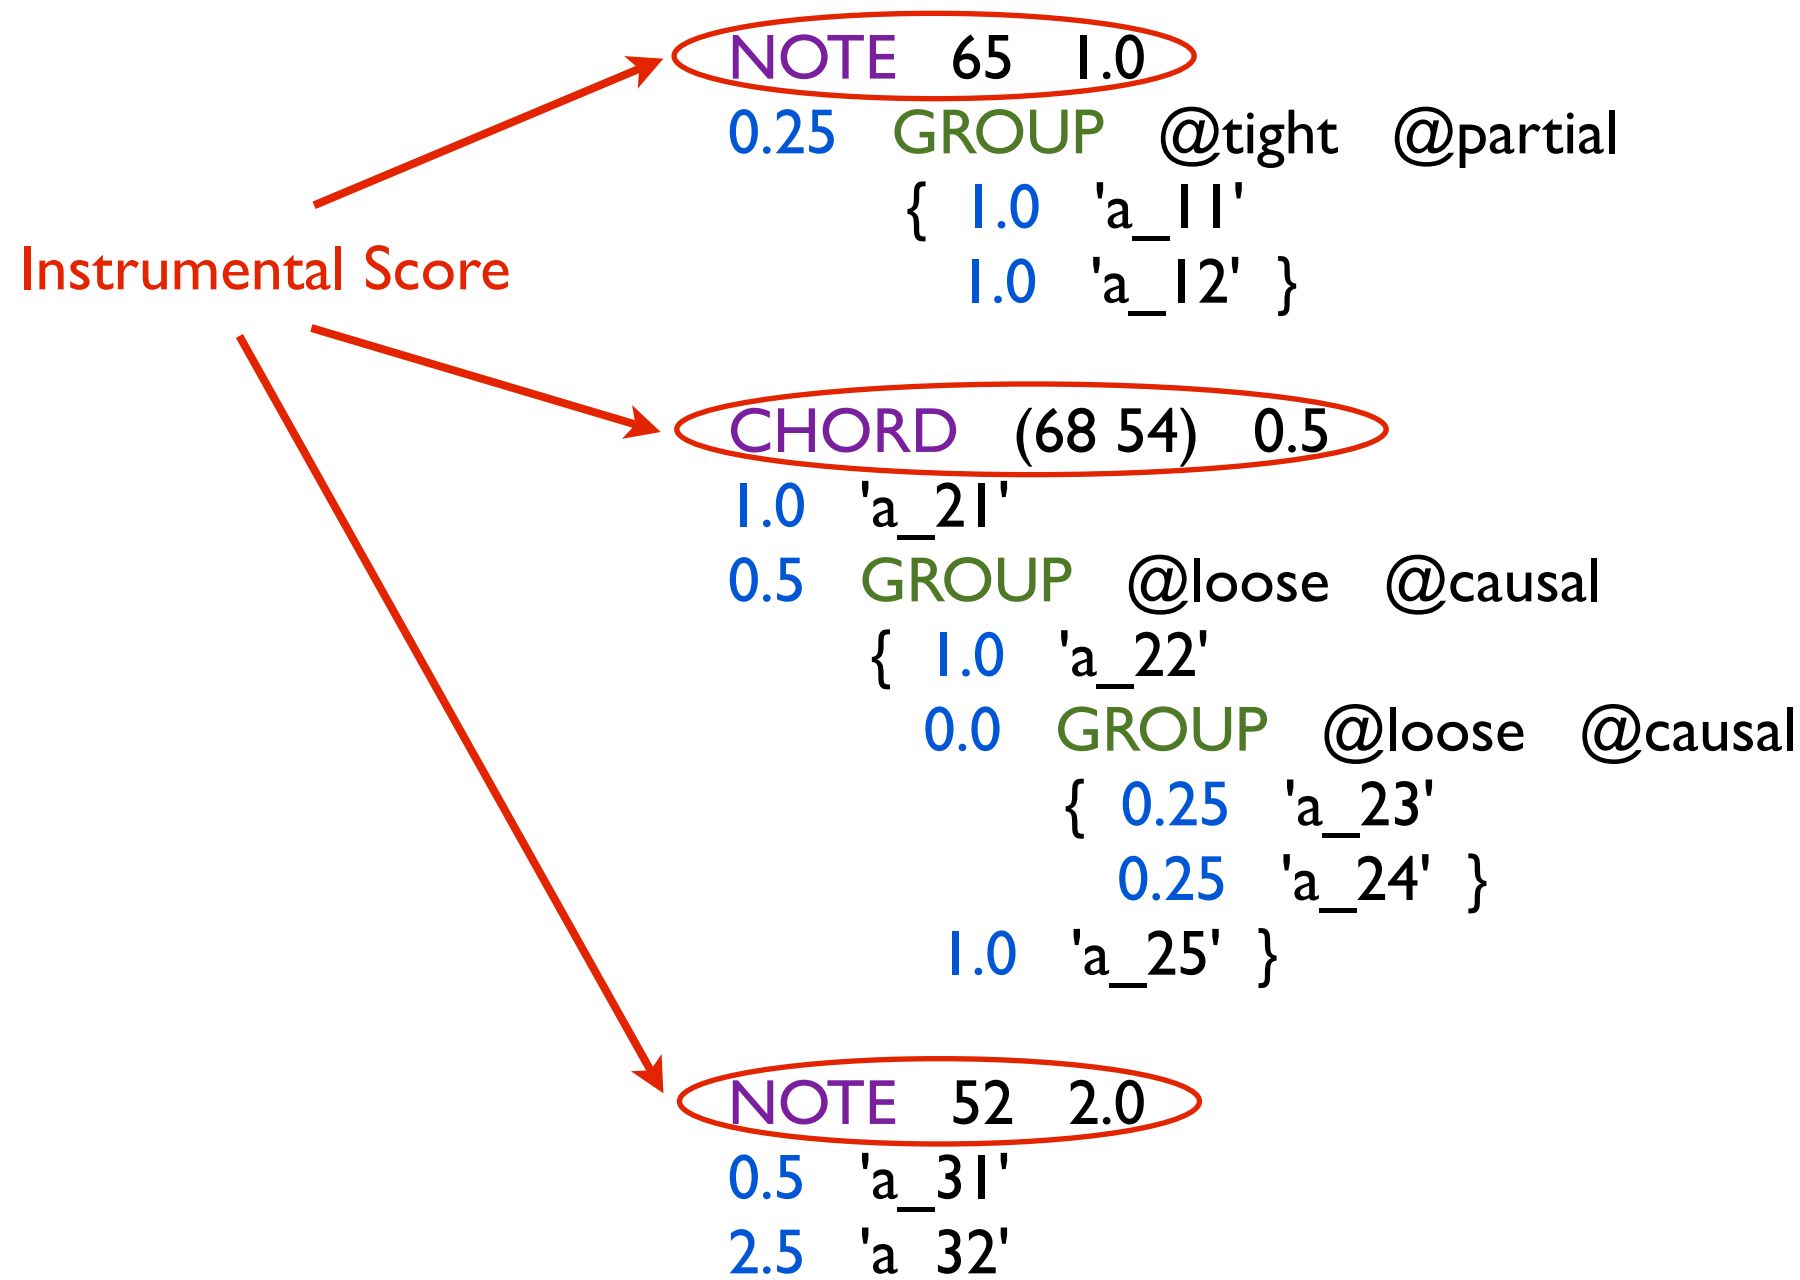 NOTE 65 1.0
0.25 GROUP @tight @partial
{ 1.0 'a_11'
Instrumental Score
1.0 'a_12' }
CHORD (68 54) 0.5
1.0 'a_21'
0.5 GROUP @loose @causal
{ 1.0 'a_22'
0.0 GROUP @loose @causal
{ 0.25 'a_23'
0.25 'a_24' }
1.0 'a_25' }
NOTE 52 2.0
0.5 'a_31'
2.5 'a 32'